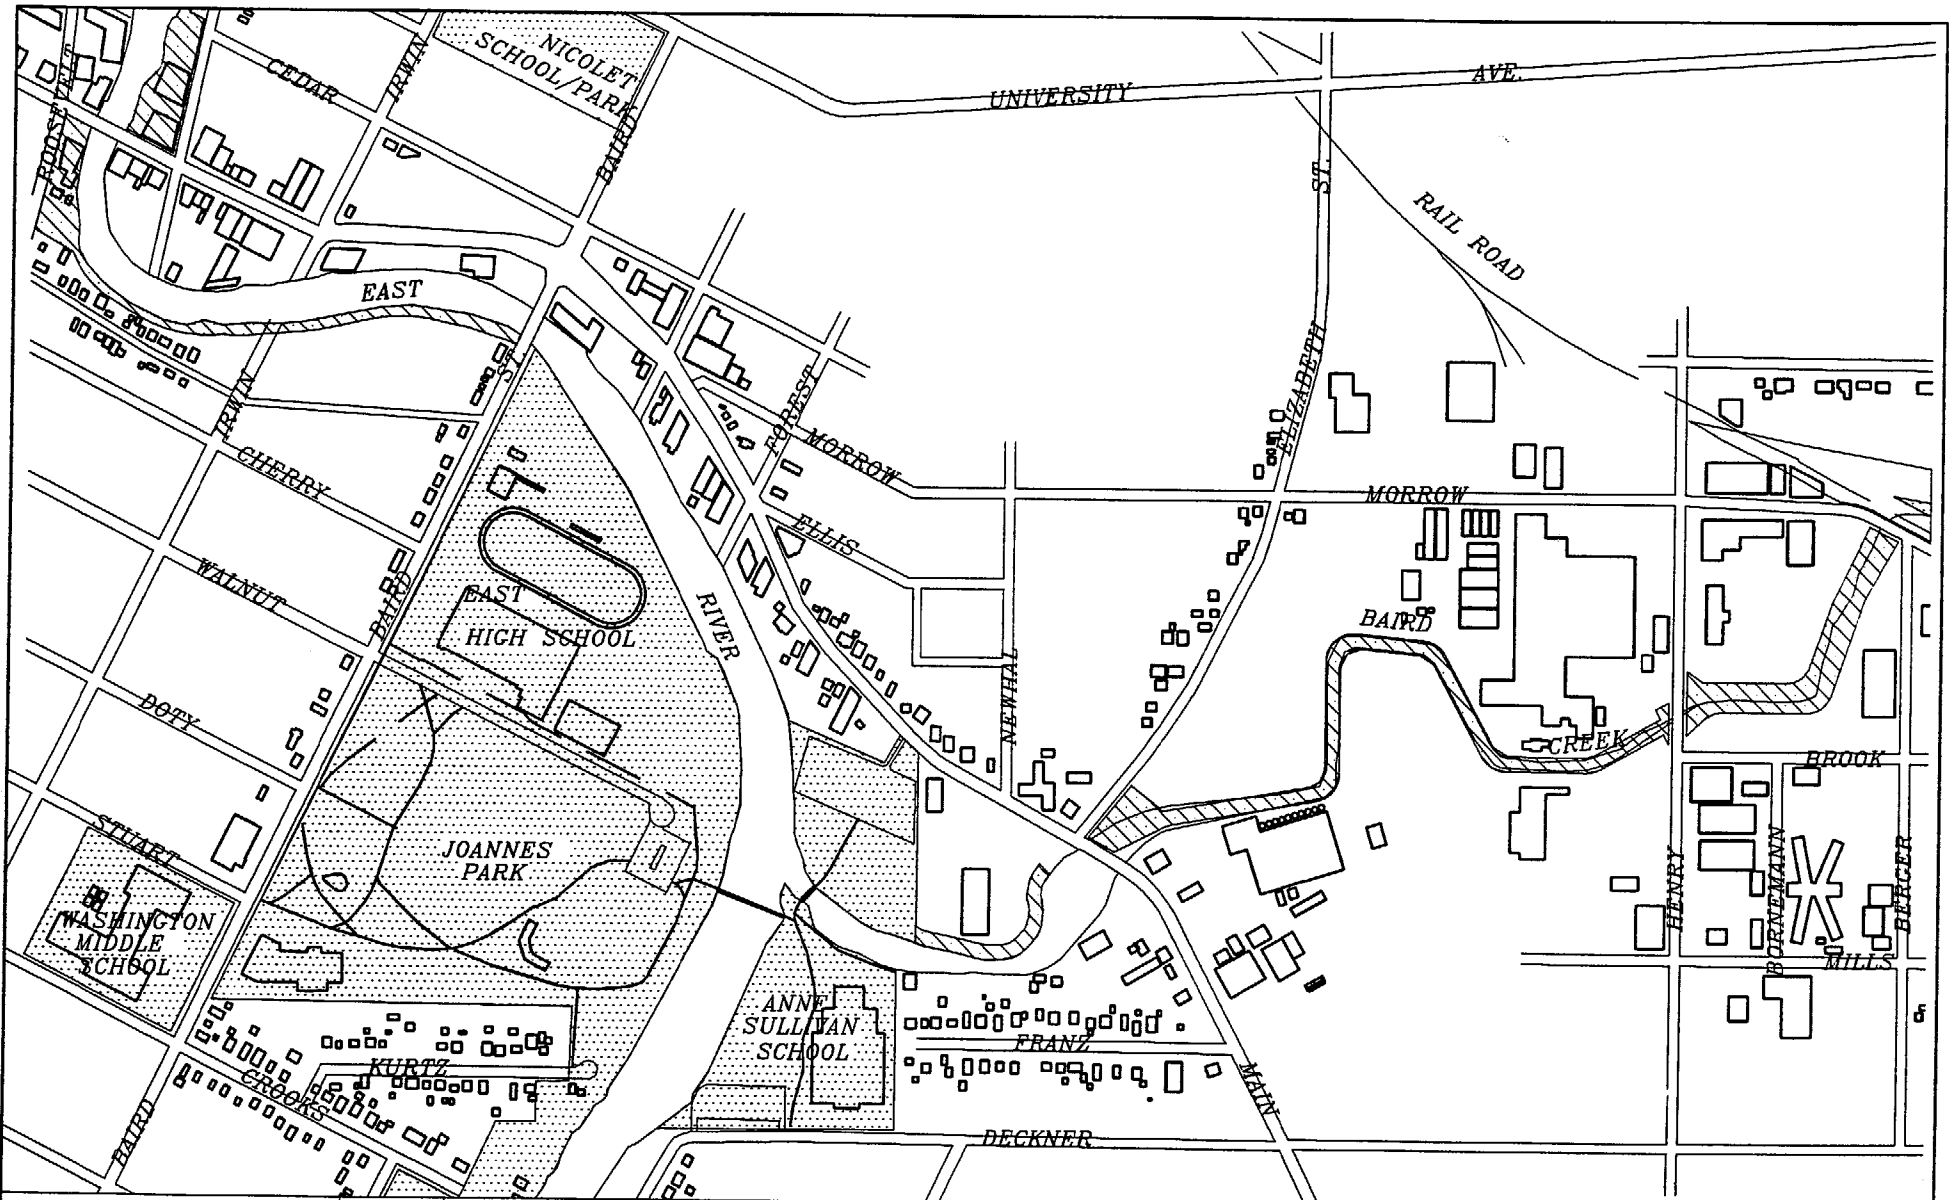 NICOLET
SCHOOL/PARK
CEDAR
IRWIN
ROOSEVELT
BAIRD
UNIVERSITY
AVE.
ST.
RAIL ROAD
EAST
ST.
IRWIN
FOREST
ELIZABETH
MORROW
CHERRY
MORROW
ELLIS
WALNUT
BAIRD
EAST
HIGH SCHOOL
RIVER
BAIRD
NEWHAL
DOTY
CREEK
BROOK
STUART
JOANNES
PARK
HENRY
BORNEMANN
BERGER
WASHINGTON
MIDDLE
SCHOOL
MILLS
ANNE
SULLIVAN
SCHOOL
FRANZ
KURTZ
CROOKS
MAIN
BAIRD
DECKNER